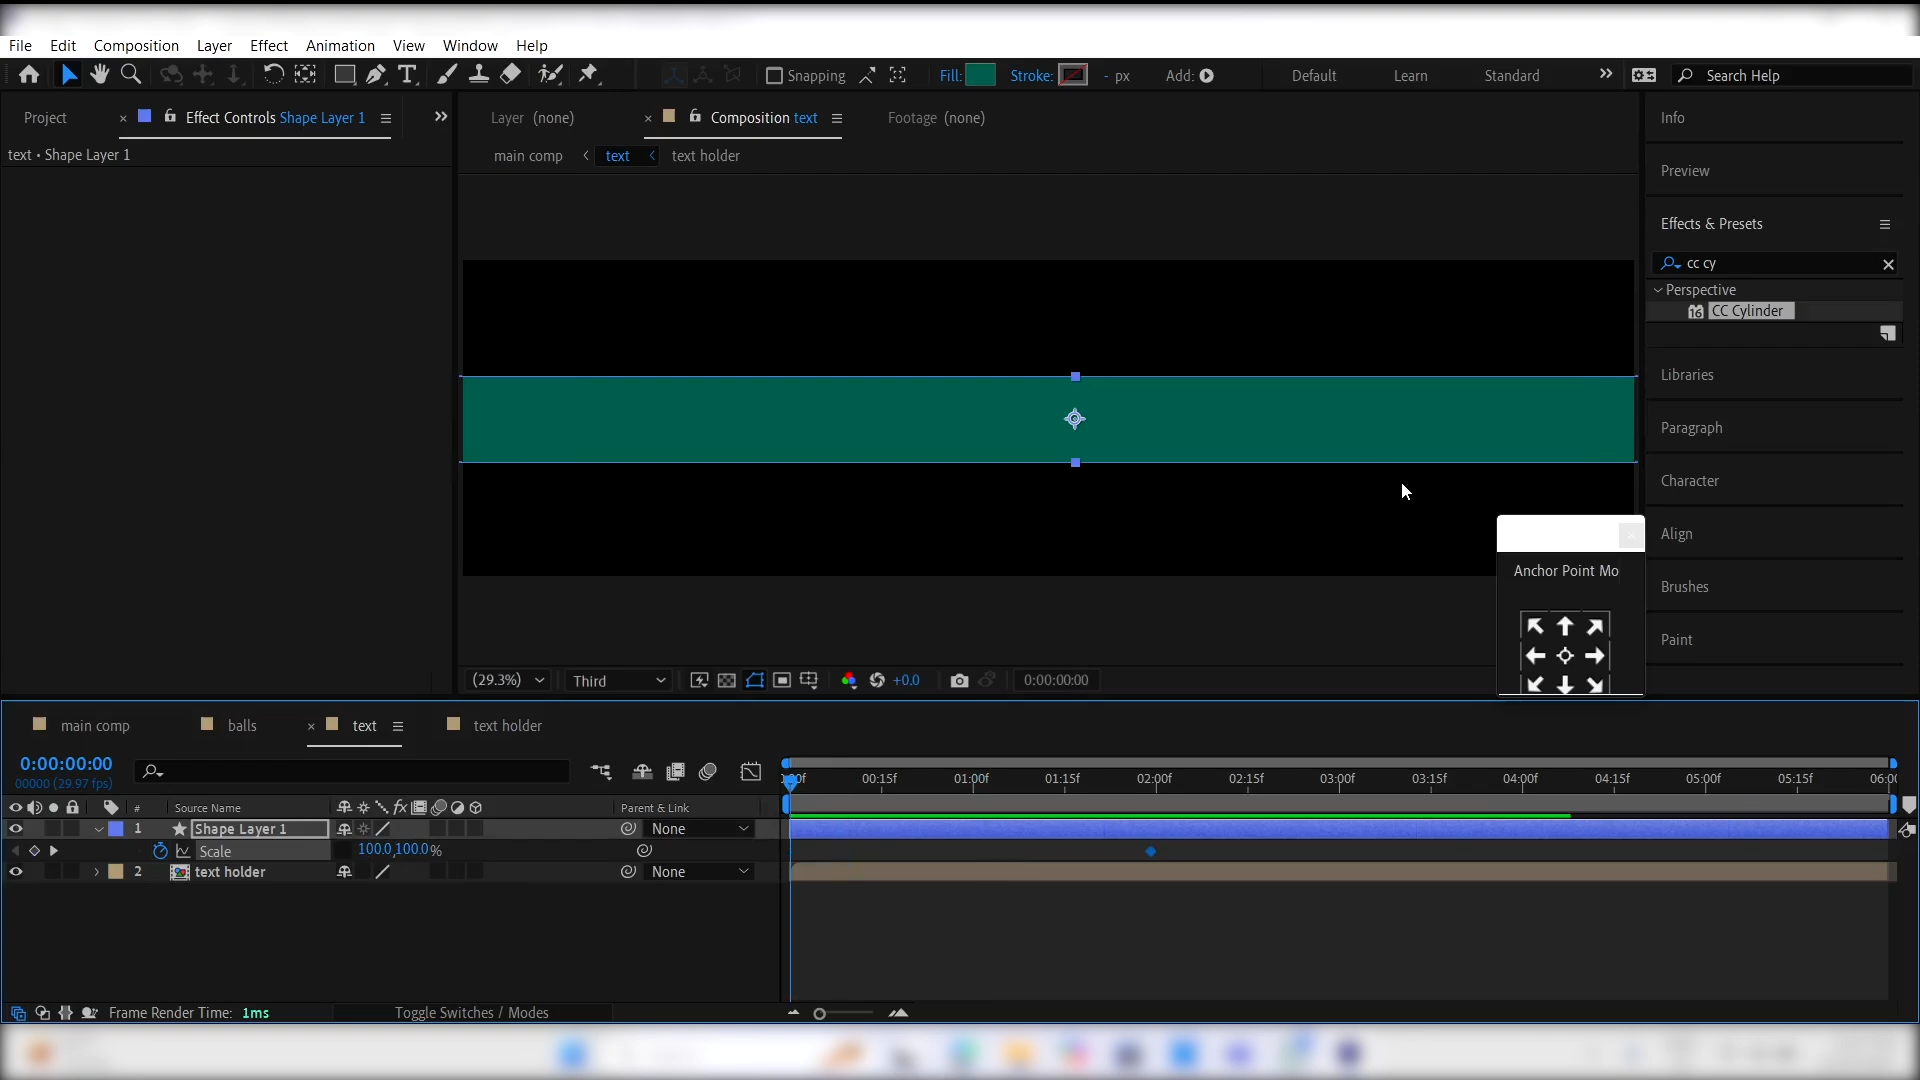 File Edit Composition Layer Effect Animation View Window Help
Snapping Fill: Stroke: - px Add: Default Learn Standard Search Help
Project Effect Controls Shape Layer 1
text • Shape Layer 1
Layer (none) Composition text Footage (none)
main comp text text holder
Info
Preview
Effects & Presets
cc cy
Perspective
16 CC Cylinder
Libraries
Paragraph
Character
Align
Brushes
Paint
Anchor Point Mo
(29.3%) Third +0.0 0:00:00:00
main comp balls text text holder
0:00:00:00
00000 (29.97 fps)
:00f 00:15f 01:00f 01:15f 02:00f 02:15f 03:00f 03:15f 04:00f 04:15f 05:00f 05:15f 06:00
# Source Name fx Parent & Link
1 Shape Layer 1 None
Scale 100.0,100.0%
2 text holder None
Frame Render Time: 1ms Toggle Switches / Modes